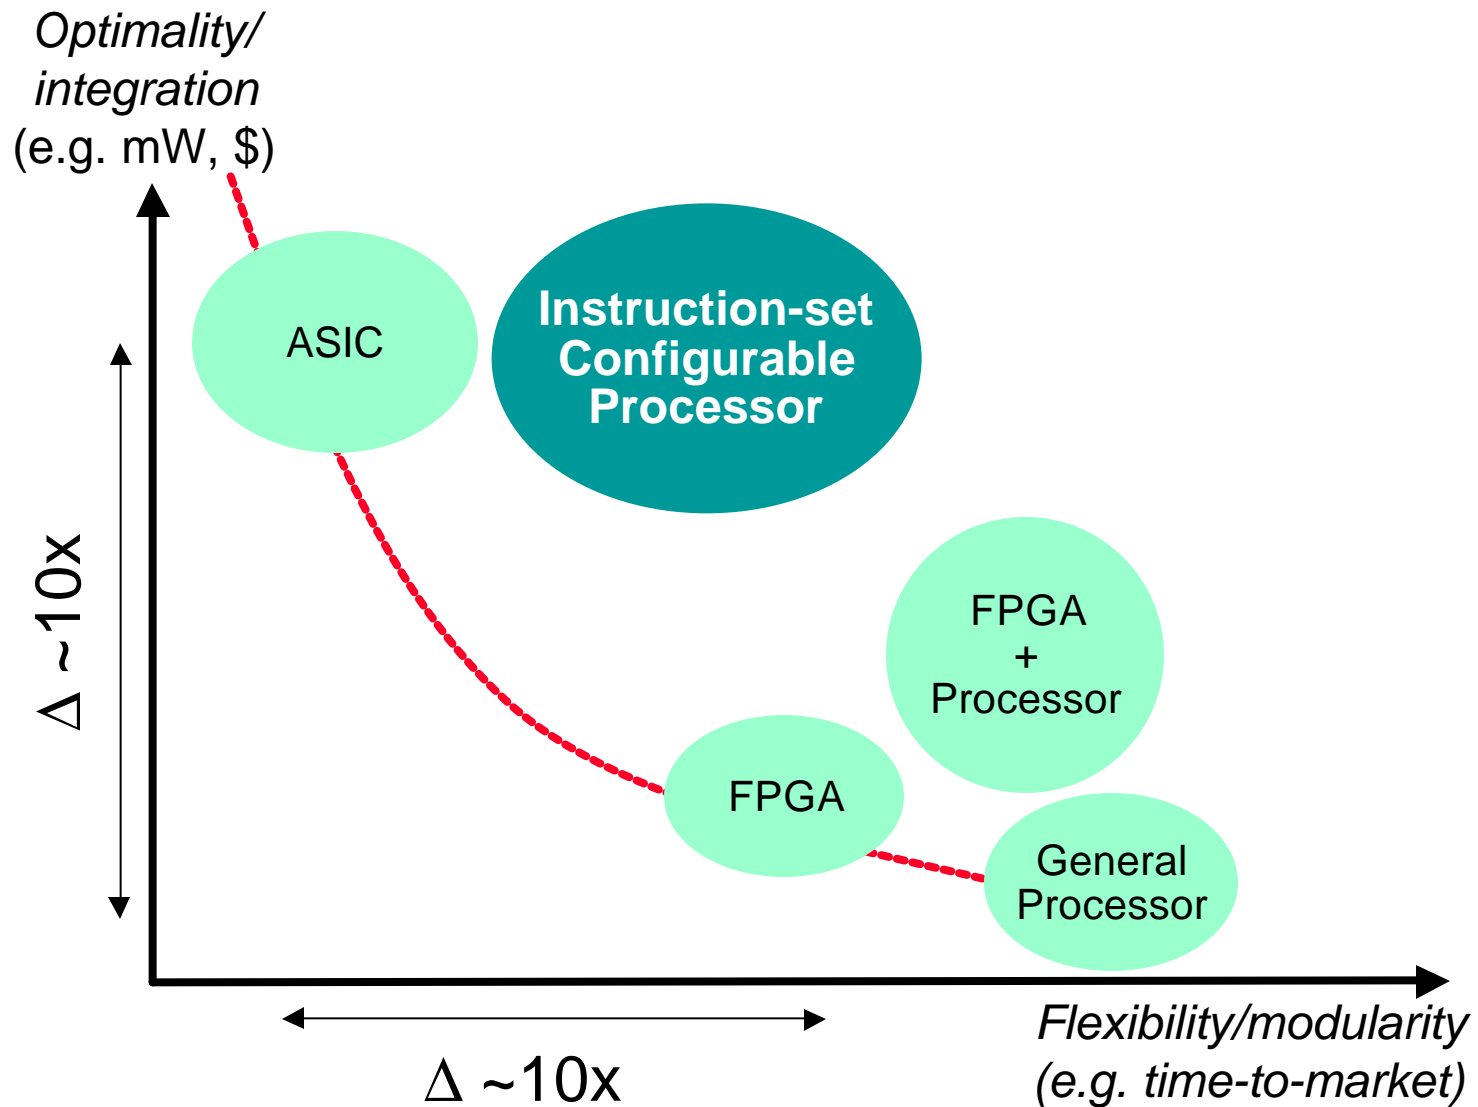 Optimality/
integration
(e.g. mW, $)
ASIC
Instruction-set
Configurable
Processor
Δ ~10x
FPGA
+
Processor
FPGA
General
Processor
Flexibility/modularity
(e.g. time-to-market)
Δ ~10x